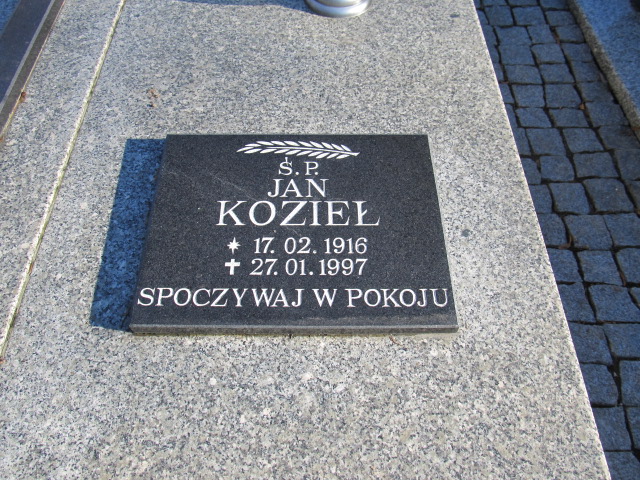 Ś.P.
JAN
KOZIEŁ
* 17. 02. 1916
✝ 27. 01. 1997
SPOCZYWAJ W POKOJU